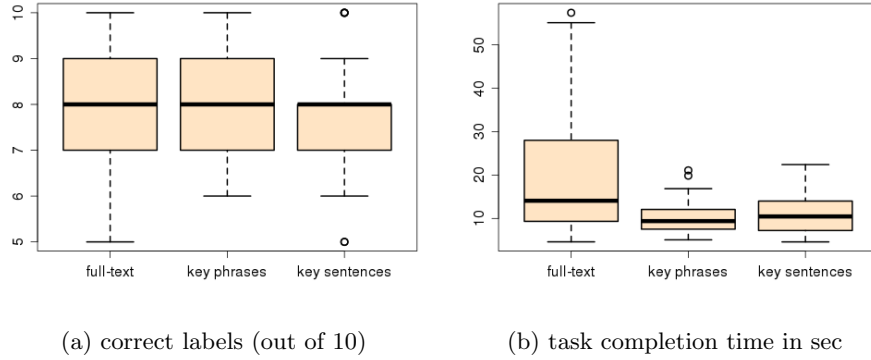 10
9
8
7
6
5
full-text key phrases key sentences
50
40
30
20
10
full-text key phrases key sentences
(a) correct labels (out of 10)
(b) task completion time in sec